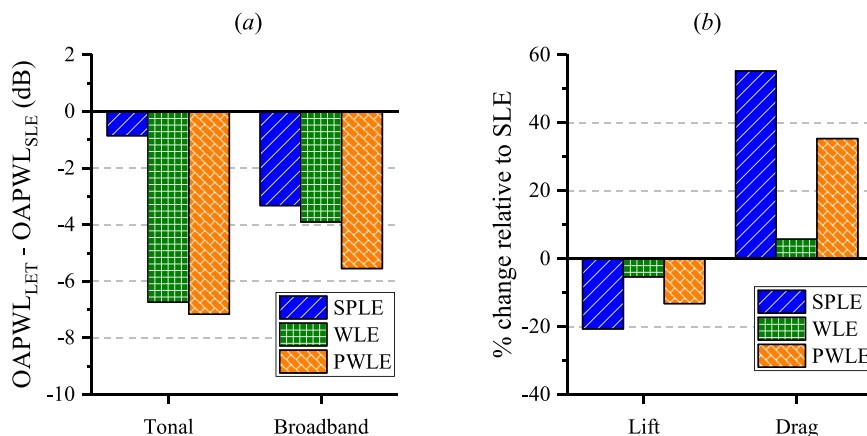 (a)
OAPWL_LET - OAPWL_SLE (dB)
2
0
-2
-4
-6
-8
-10
SPLE
WLE
PWLE
Tonal
Broadband
(b)
% change relative to SLE
60
40
20
0
-20
-40
SPLE
WLE
PWLE
Lift
Drag